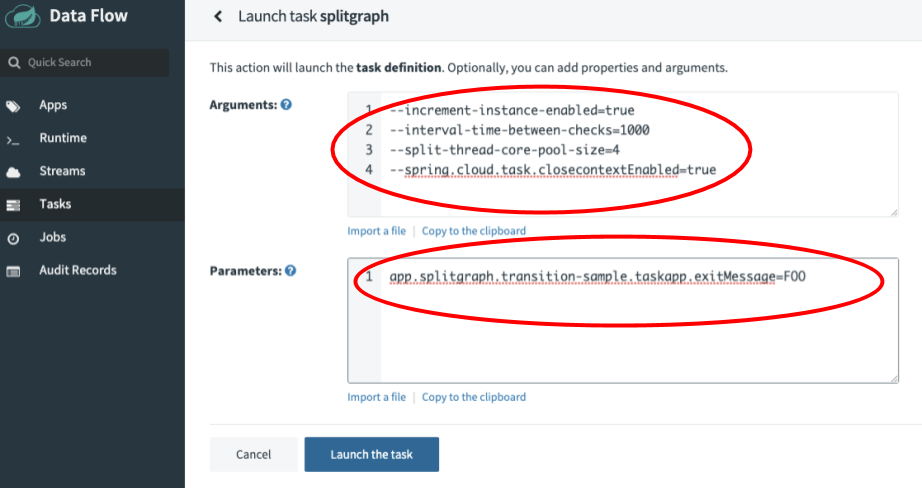 Data Flow
Launch task splitgraph
Quick Search
This action will launch the task definition. Optionally, you can add properties and arguments.
Apps
Runtime
Streams
Tasks
Jobs
Audit Records
Arguments:
1 --increment-instance-enabled=true
2 --interval-time-between-checks=1000
3 --split-thread-core-pool-size=4
4 --spring.cloud.task.closecontextEnabled=true
Import a file | Copy to the clipboard
Parameters:
1 app.splitgraph.transition-sample.taskapp.exitMessage=FOO
Import a file | Copy to the clipboard
Cancel
Launch the task